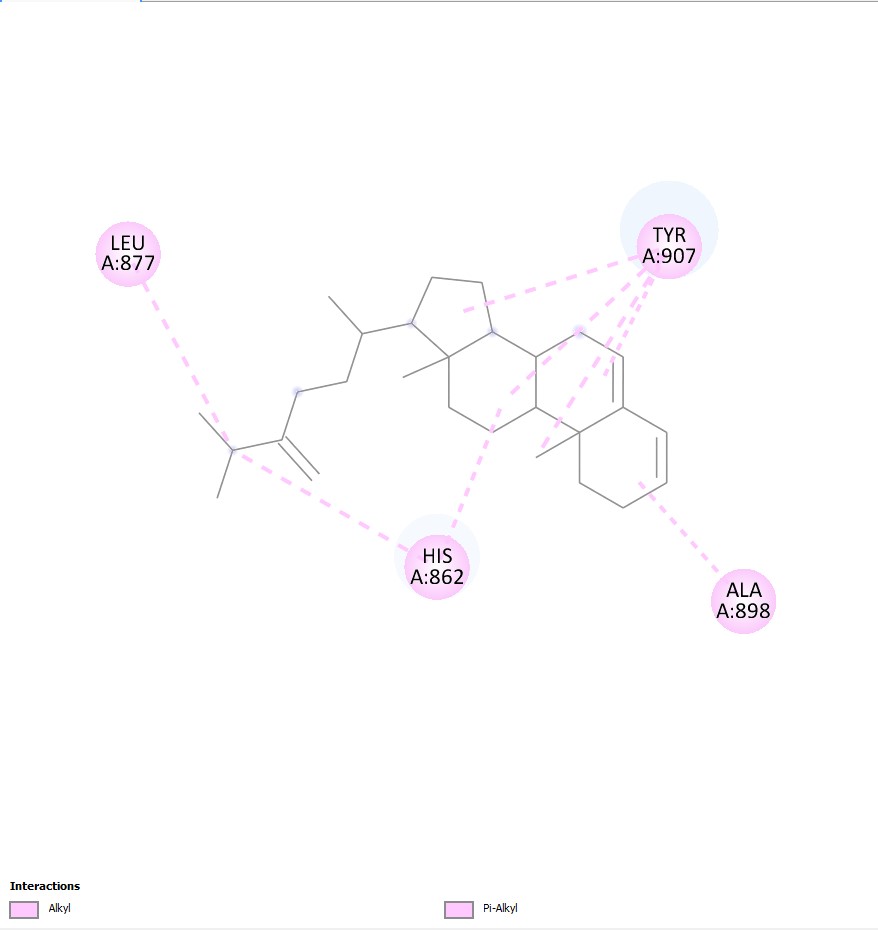 TYR
A:907
LEU
A:877
HIS
A:862
ALA
A:898
Interactions
Alkyl
Pi-Alkyl